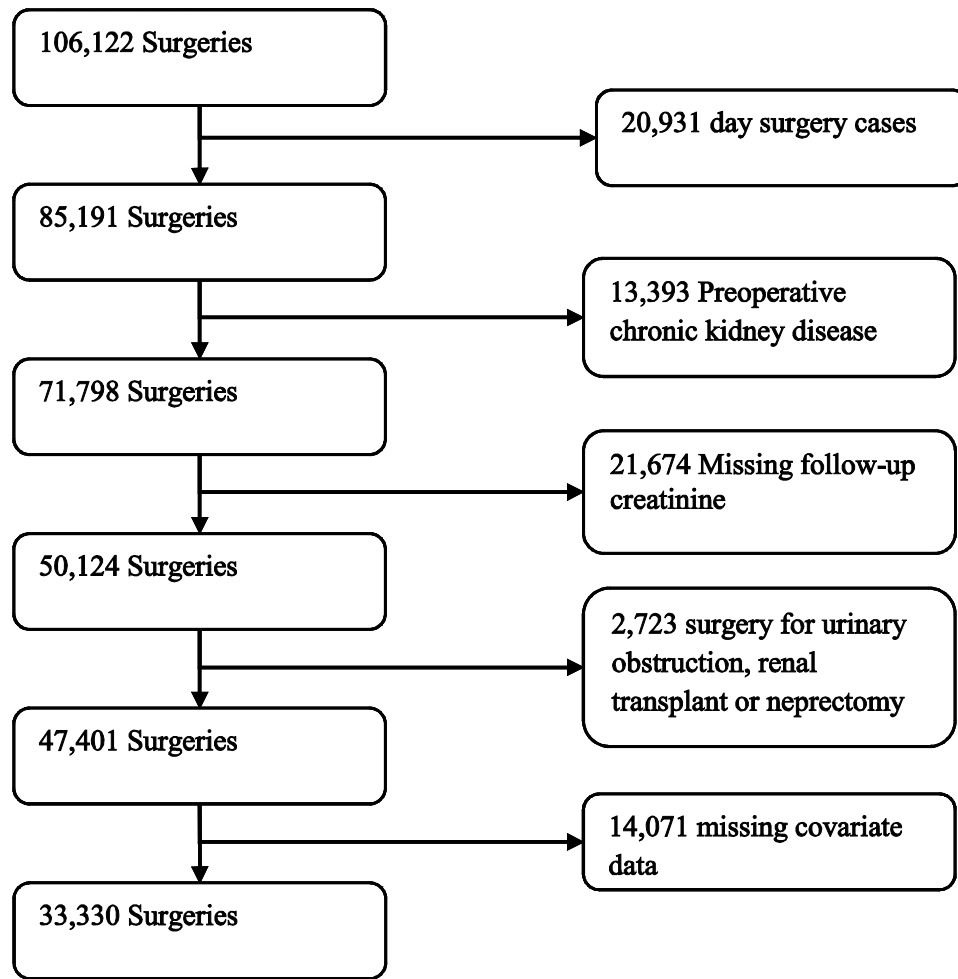 106,122 Surgeries
20,931 day surgery cases
85,191 Surgeries
13,393 Preoperative
chronic kidney disease
71,798 Surgeries
21,674 Missing follow-up
creatinine
50,124 Surgeries
2,723 surgery for urinary
obstruction, renal
transplant or neprectomy
47,401 Surgeries
14,071 missing covariate
data
33,330 Surgeries